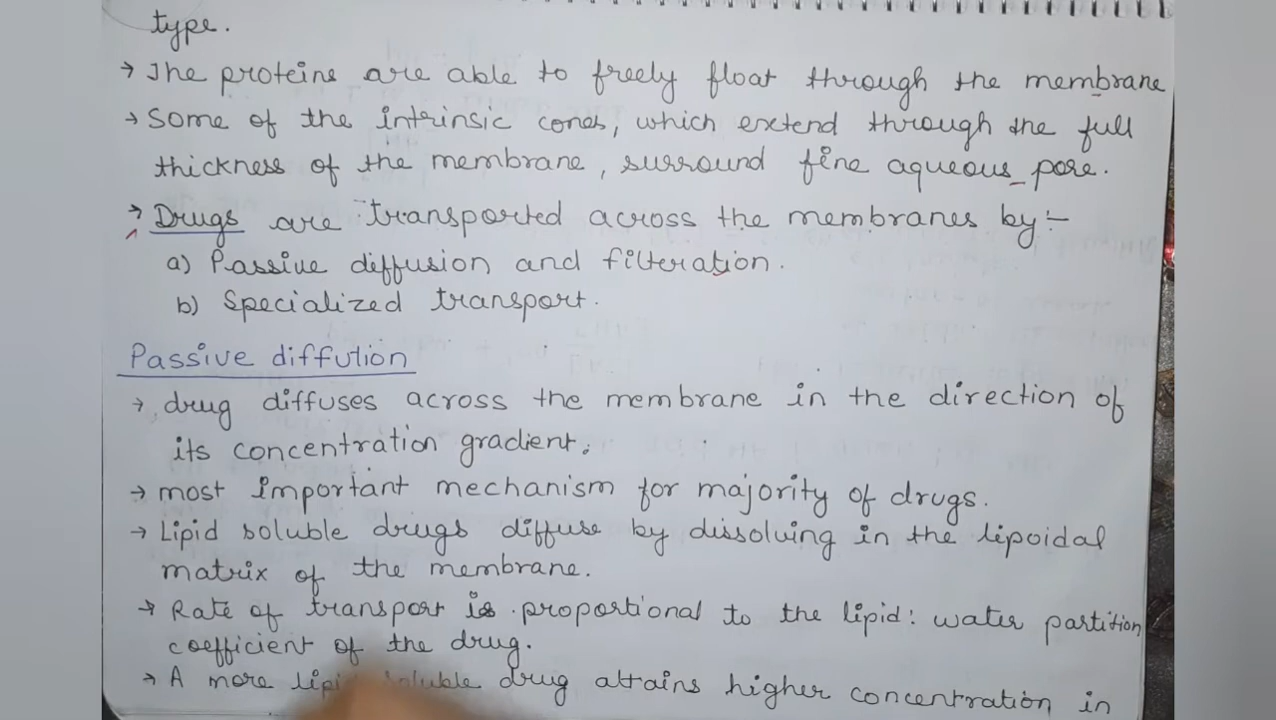 type.
→ The proteins are able to freely float through the membrane
→ Some of the intrinsic cones, which extend through the full
thickness of the membrane, surround fine aqueous pore.
→ Drugs are transported across the membranes by:-
a) Passive diffusion and filteration.
b) Specialized transport.
Passive diffution
→ drug diffuses across the membrane in the direction of
its concentration gradient.
→ most important mechanism for majority of drugs.
→ Lipid soluble drugs diffuse by dissolving in the lipoidal
matrix of the membrane.
→ Rate of transport is proportional to the lipid: water partition
coefficient of the drug.
→ A more soluble drug attains higher concentration in